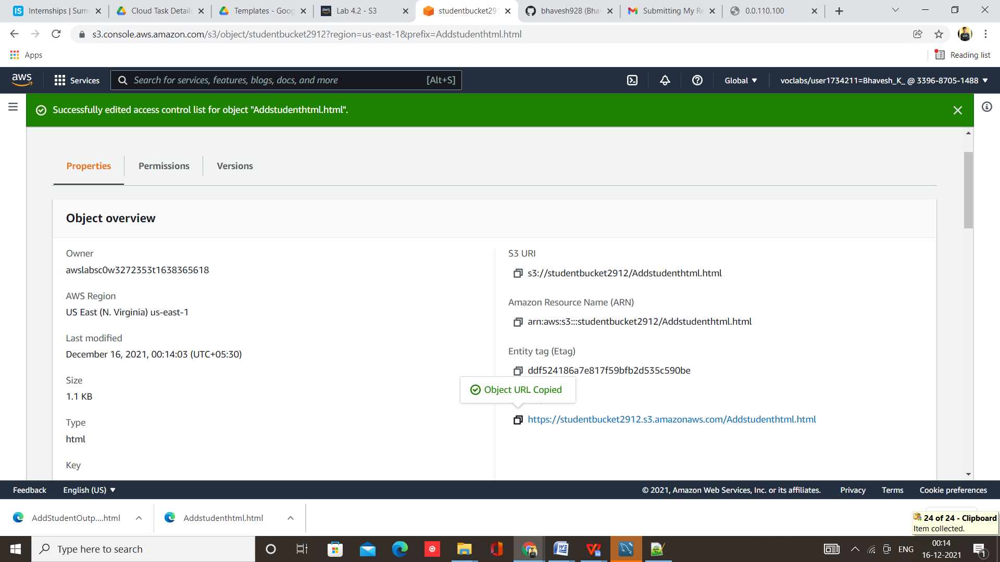 Internships | Sum
Cloud Task Details
Templates - Goog
Lab 4.2 - S3
studentbucket291
bhavesh928 (Bha
Submitting My Re
0.0.110.100
s3.console.aws.amazon.com/s3/object/studentbucket2912?region=us-east-1&prefix=Addstudenthtml.html
Apps
Reading list
aws
Services
Search for services, features, blogs, docs, and more
[Alt+S]
Global
voclabs/user1734211=Bhavesh_K_ @ 3396-8705-1488
Successfully edited access control list for object "Addstudenthtml.html".
Properties
Permissions
Versions
Object overview
Owner
awslabsc0w3272353t1638365618
AWS Region
US East (N. Virginia) us-east-1
Last modified
December 16, 2021, 00:14:03 (UTC+05:30)
Size
1.1 KB
Type
html
Key
S3 URI
s3://studentbucket2912/Addstudenthtml.html
Amazon Resource Name (ARN)
arn:aws:s3:::studentbucket2912/Addstudenthtml.html
Entity tag (Etag)
ddf524186a7e817f59bfb2d535c590be
Object URL Copied
https://studentbucket2912.s3.amazonaws.com/Addstudenthtml.html
Feedback
English (US)
© 2021, Amazon Web Services, Inc. or its affiliates.
Privacy
Terms
Cookie preferences
AddStudentOutp....html
Addstudenthtml.html
24 of 24 - Clipboard
Item collected.
Type here to search
ENG
00:14
16-12-2021
1